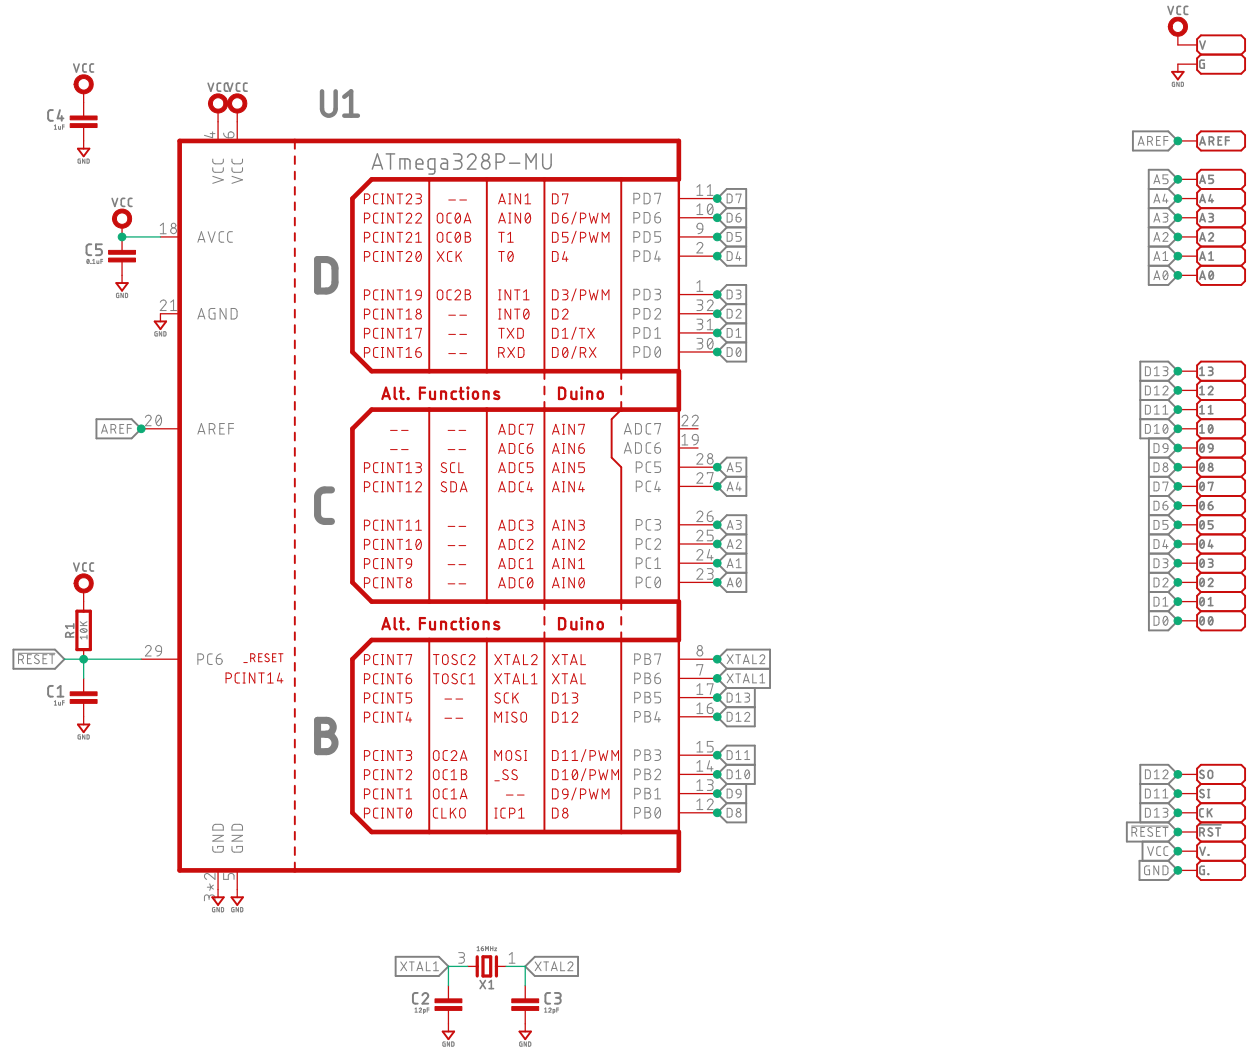 VCC
V
G
GND
VCC
C4
1uF
GND
VCC
VCC
U1
4
6
VCC
VCC
ATmega328P-MU
AREF
AREF
PCINT23 -- AIN1 D7 PD7 11 D7
PCINT22 OC0A AIN0 D6/PWM PD6 10 D6
PCINT21 OC0B T1 D5/PWM PD5 9 D5
PCINT20 XCK T0 D4 PD4 2 D4
D
PCINT19 OC2B INT1 D3/PWM PD3 1 D3
PCINT18 -- INT0 D2 PD2 32 D2
PCINT17 -- TXD D1/TX PD1 31 D1
PCINT16 -- RXD D0/RX PD0 30 D0
A5 A5
A4 A4
A3 A3
A2 A2
A1 A1
A0 A0
VCC
18
AVCC
C5
0.1uF
GND
21
AGND
GND
Alt. Functions Duino
AREF
20
AREF
-- -- ADC7 AIN7 ADC7 22
-- -- ADC6 AIN6 ADC6 19
PCINT13 SCL ADC5 AIN5 PC5 28 A5
PCINT12 SDA ADC4 AIN4 PC4 27 A4
C
PCINT11 -- ADC3 AIN3 PC3 26 A3
PCINT10 -- ADC2 AIN2 PC2 25 A2
PCINT9 -- ADC1 AIN1 PC1 24 A1
PCINT8 -- ADC0 AIN0 PC0 23 A0
D13 13
D12 12
D11 11
D10 10
D9 09
D8 08
D7 07
D6 06
D5 05
D4 04
D3 03
D2 02
D1 01
D0 00
Alt. Functions Duino
VCC
R1
10K
RESET
29
PC6
_RESET
PCINT14
C1
1uF
GND
PCINT7 TOSC2 XTAL2 XTAL PB7 8 XTAL2
PCINT6 TOSC1 XTAL1 XTAL PB6 7 XTAL1
PCINT5 -- SCK D13 PB5 17 D13
PCINT4 -- MISO D12 PB4 16 D12
B
PCINT3 OC2A MOSI D11/PWM PB3 15 D11
PCINT2 OC1B _SS D10/PWM PB2 14 D10
PCINT1 OC1A -- D9/PWM PB1 13 D9
PCINT0 CLKO ICP1 D8 PB0 12 D8
D12 SO
D11 SI
D13 CK
RESET RST
VCC V.
GND G.
GND
GND
3*2
5
GND
GND
16MHz
XTAL1 3 1 XTAL2
X1
C2
12pF
GND
C3
12pF
GND